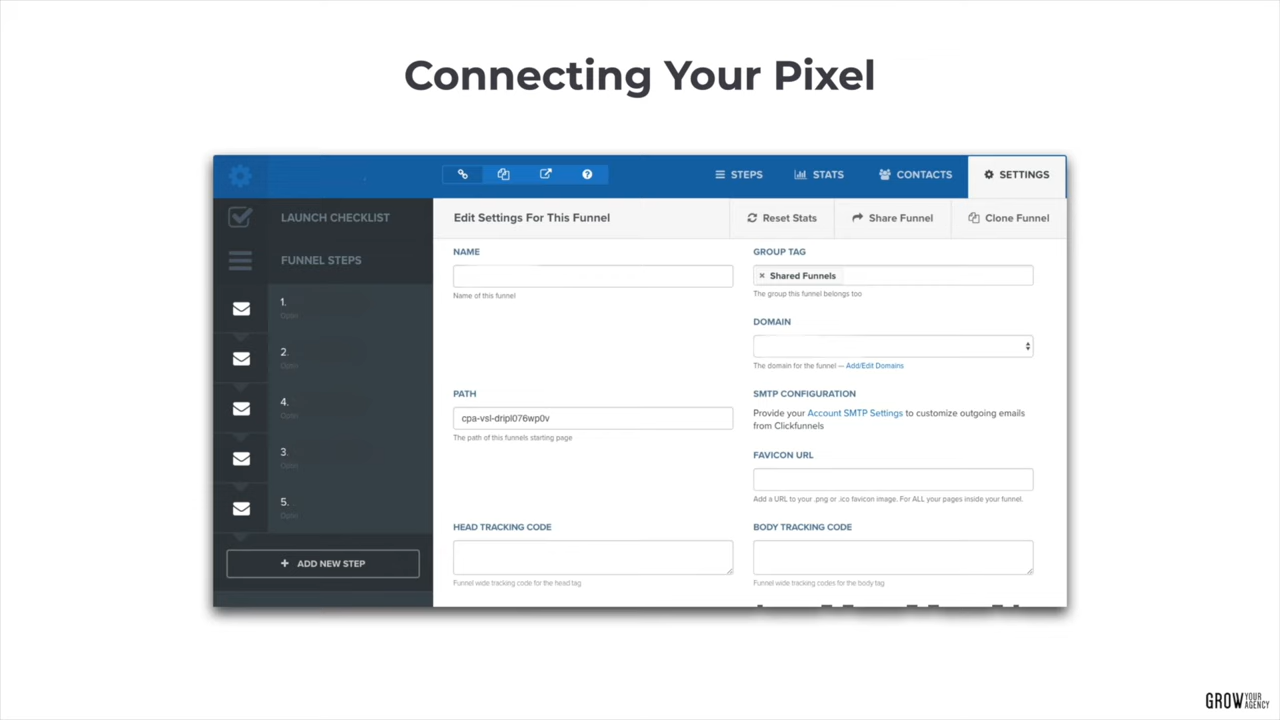 Connecting Your Pixel
STEPS
STATS
CONTACTS
SETTINGS
LAUNCH CHECKLIST
Edit Settings For This Funnel
Reset Stats
Share Funnel
Clone Funnel
FUNNEL STEPS
1.
Optin
2.
Optin
4.
Optin
3.
Optin
5.
Optin
+ ADD NEW STEP
NAME
Name of this funnel
GROUP TAG
× Shared Funnels
The group this funnel belongs too
DOMAIN
The domain for the funnel — Add/Edit Domains
PATH
cpa-vsl-dripl076wp0v
The path of this funnels starting page
SMTP CONFIGURATION
Provide your Account SMTP Settings to customize outgoing emails
from Clickfunnels
FAVICON URL
Add a URL to your .png or .ico favicon image. For ALL your pages inside your funnel.
HEAD TRACKING CODE
Funnel wide tracking code for the head tag
BODY TRACKING CODE
Funnel wide tracking codes for the body tag
GROW YOUR AGENCY